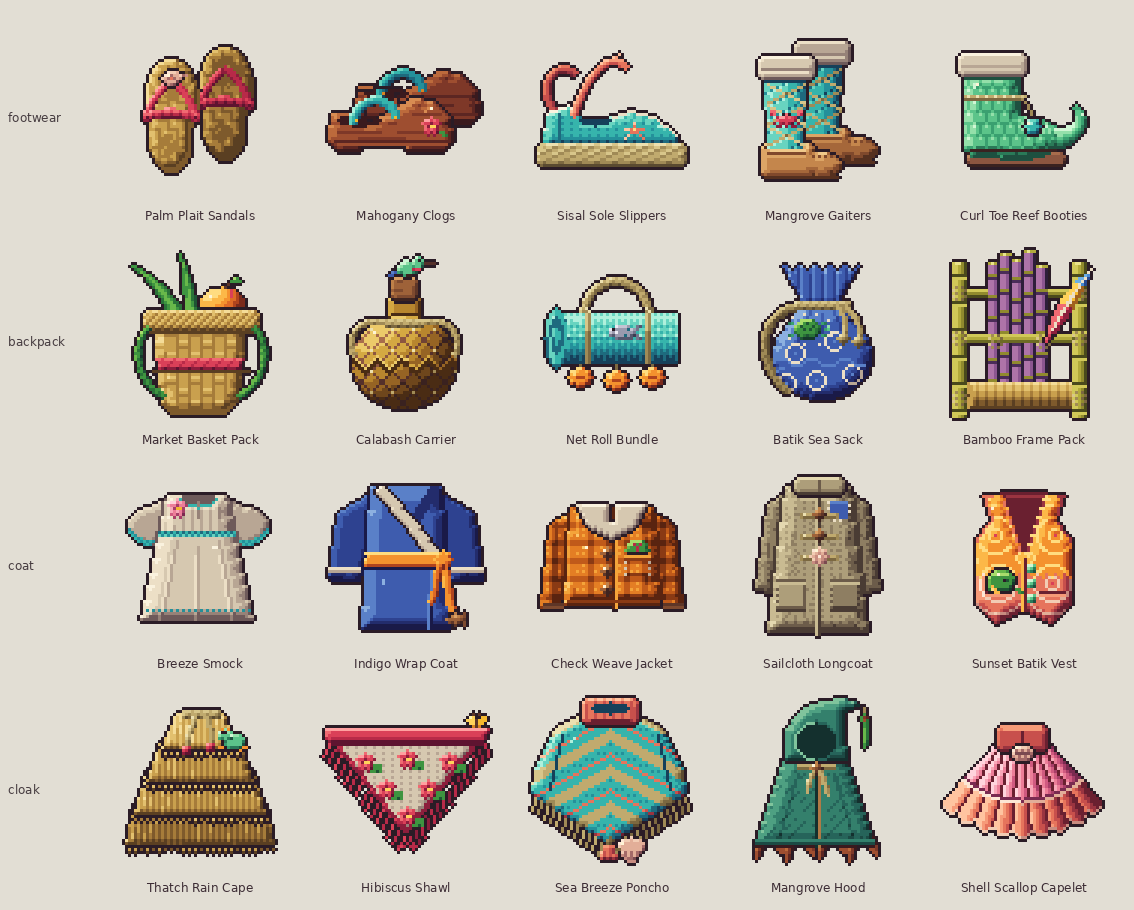 footwear
Palm Plait Sandals
Mahogany Clogs
Sisal Sole Slippers
Mangrove Gaiters
Curl Toe Reef Booties
backpack
Market Basket Pack
Calabash Carrier
Net Roll Bundle
Batik Sea Sack
Bamboo Frame Pack
coat
Breeze Smock
Indigo Wrap Coat
Check Weave Jacket
Sailcloth Longcoat
Sunset Batik Vest
cloak
Thatch Rain Cape
Hibiscus Shawl
Sea Breeze Poncho
Mangrove Hood
Shell Scallop Capelet